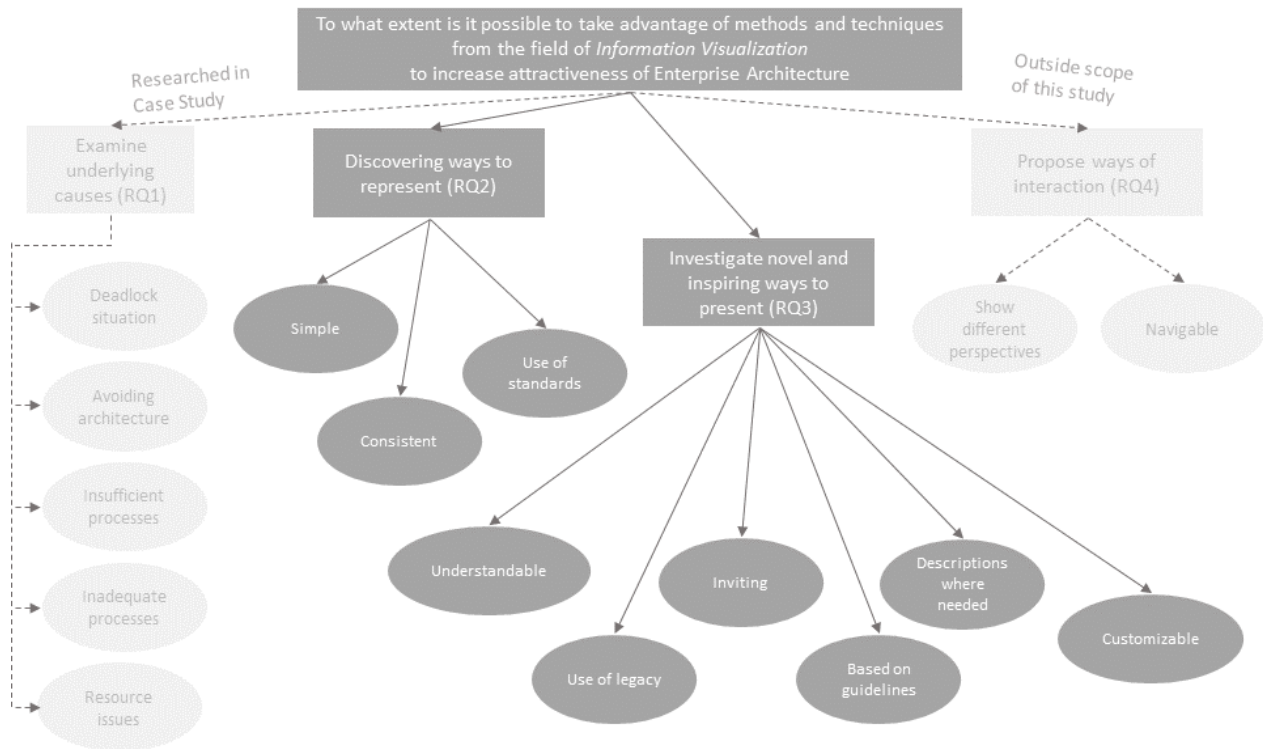 To what extent is it possible to take advantage of methods and techniques
from the field of Information Visualization
to increase attractiveness of Enterprise Architecture
Researched in
Case Study
Outside scope
of this study
Examine
underlying
causes (RQ1)
Discovering ways to
represent (RQ2)
Propose ways of
interaction (RQ4)
Investigate novel and
inspiring ways to
present (RQ3)
Deadlock
situation
Avoiding
architecture
Insufficient
processes
Inadequate
processes
Resource
issues
Simple
Consistent
Use of
standards
Show
different
perspectives
Navigable
Understandable
Use of legacy
Inviting
Based on
guidelines
Descriptions
where
needed
Customizable